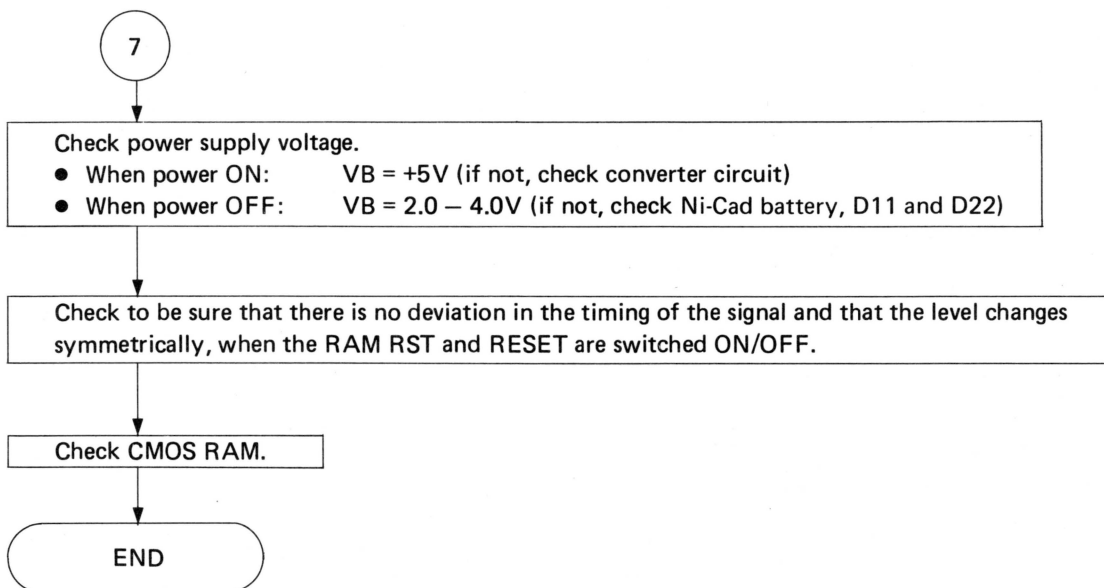 7
Check power supply voltage.
● When power ON: VB = +5V (if not, check converter circuit)
● When power OFF: VB = 2.0 – 4.0V (if not, check Ni-Cad battery, D11 and D22)
Check to be sure that there is no deviation in the timing of the signal and that the level changes
symmetrically, when the RAM RST and RESET are switched ON/OFF.
Check CMOS RAM.
END